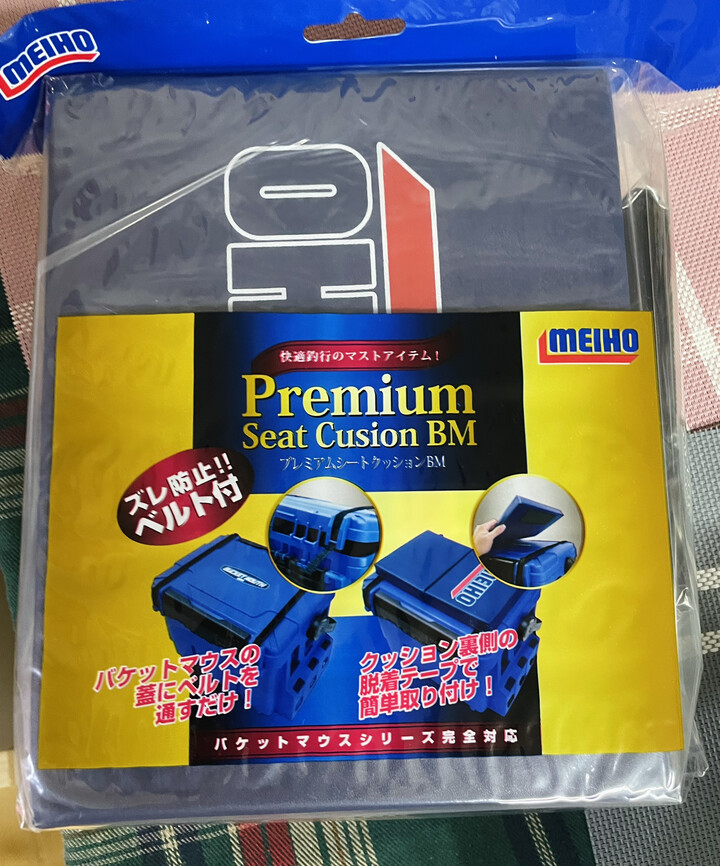 MEIHO
OH
MEIHO
快適釣行のマストアイテム！
Premium
Seat Cusion BM
プレミアムシートクッションBM
ズレ防止!!
ベルト付
BUCKET MOUTH
MEIHO
バケットマウスの
蓋にベルトを
通すだけ！
クッション裏側の
脱着テープで
簡単取り付け！
バケットマウスシリーズ完全対応